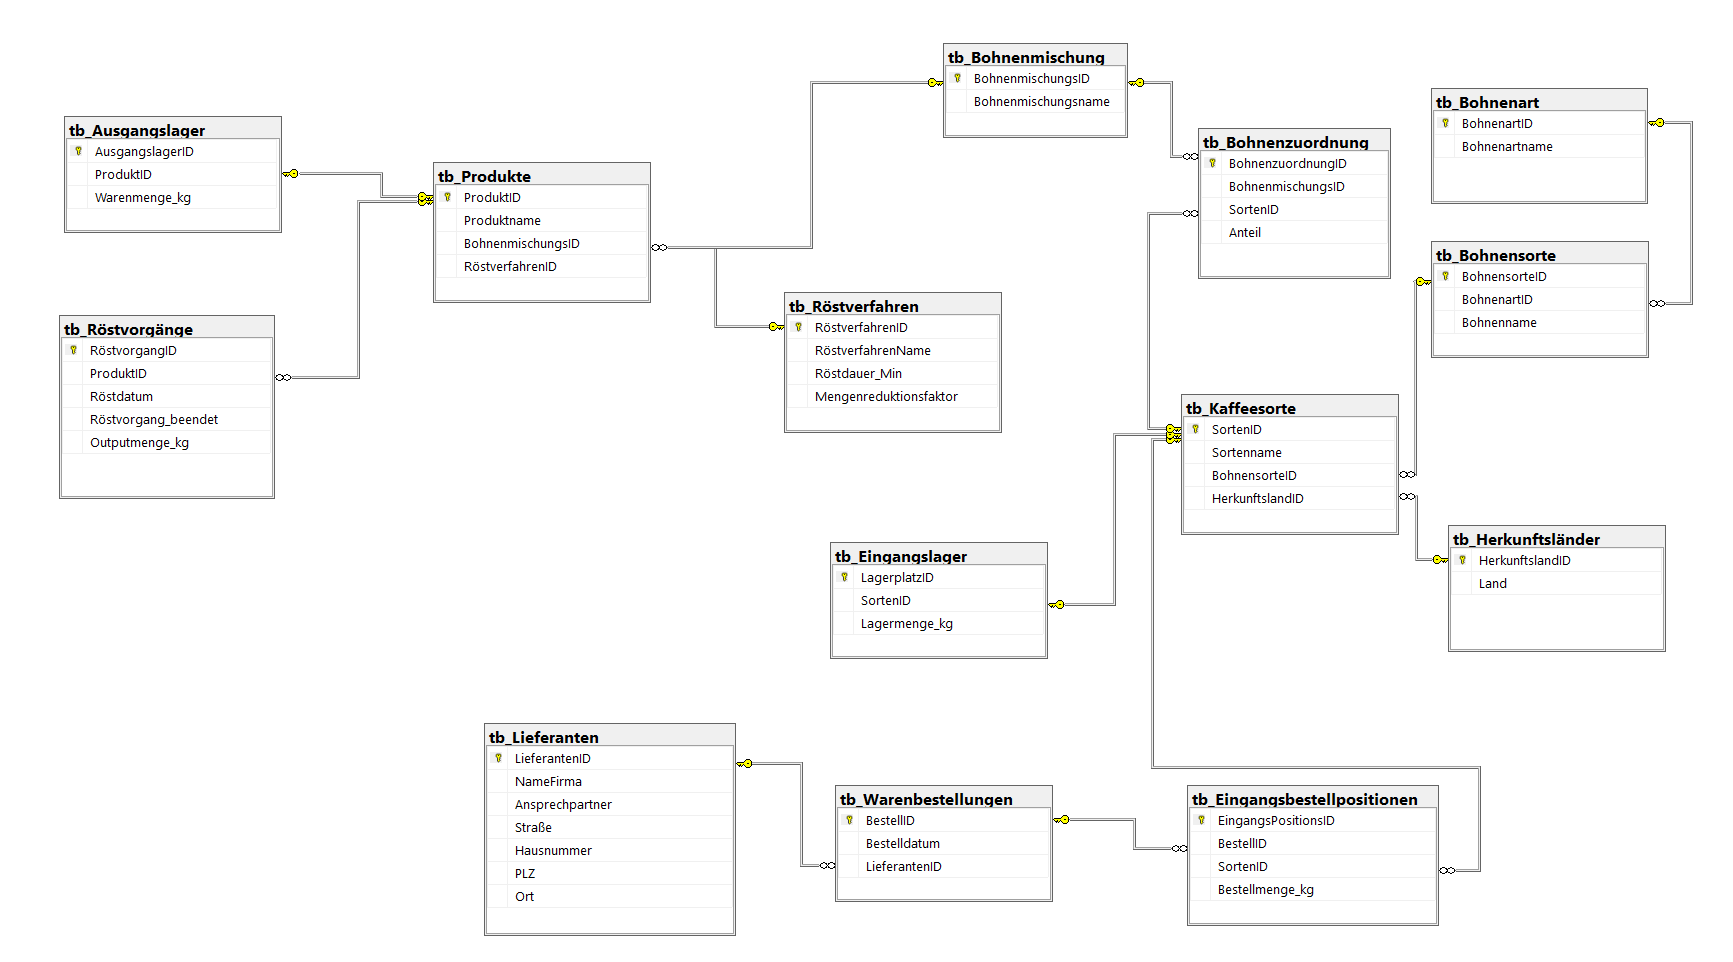 tb_Bohnenmischung
BohnenmischungsID
Bohnenmischungsname
tb_Bohnenart
BohnenartID
Bohnenartname
tb_Ausgangslager
AusgangslagerID
ProduktID
Warenmenge_kg
tb_Bohnenzuordnung
BohnenzuordnungID
BohnenmischungsID
SortenID
Anteil
tb_Produkte
ProduktID
Produktname
BohnenmischungsID
RöstverfahrenID
tb_Bohnensorte
BohnensorteID
BohnenartID
Bohnenname
tb_Röstverfahren
RöstverfahrenID
RöstverfahrenName
Röstdauer_Min
Mengenreduktionsfaktor
tb_Röstvorgänge
RöstvorgangID
ProduktID
Röstdatum
Röstvorgang_beendet
Outputmenge_kg
tb_Kaffeesorte
SortenID
Sortenname
BohnensorteID
HerkunftslandID
tb_Herkunftsländer
HerkunftslandID
Land
tb_Eingangslager
LagerplatzID
SortenID
Lagermenge_kg
tb_Lieferanten
LieferantenID
NameFirma
Ansprechpartner
Straße
Hausnummer
PLZ
Ort
tb_Warenbestellungen
BestellID
Bestelldatum
LieferantenID
tb_Eingangsbestellpositionen
EingangsPositionsID
BestellID
SortenID
Bestellmenge_kg